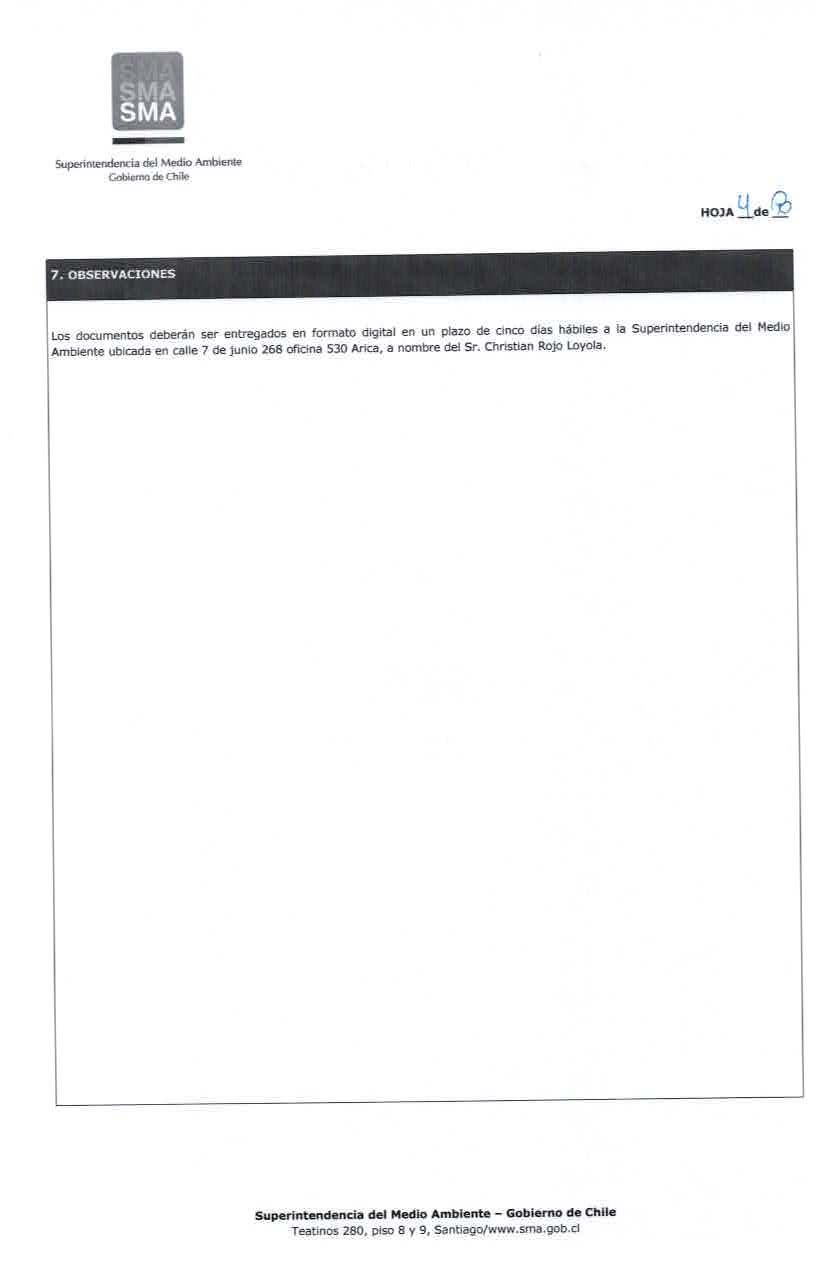 SMA
SMA
SMA
Superintendencia del Medio Ambiente
Gobierno de Chile
HOJA 4 de
7. OBSERVACIONES
Los documentos deberán ser entregados en formato digital en un plazo de cinco días hábiles a la Superintendencia del Medio
Ambiente ubicada en calle 7 de junio 268 oficina 530 Arica, a nombre del Sr. Christian Rojo Loyola.
Superintendencia del Medio Ambiente – Gobierno de Chile
Teatinos 280, piso 8 y 9, Santiago/www.sma.gob.cl